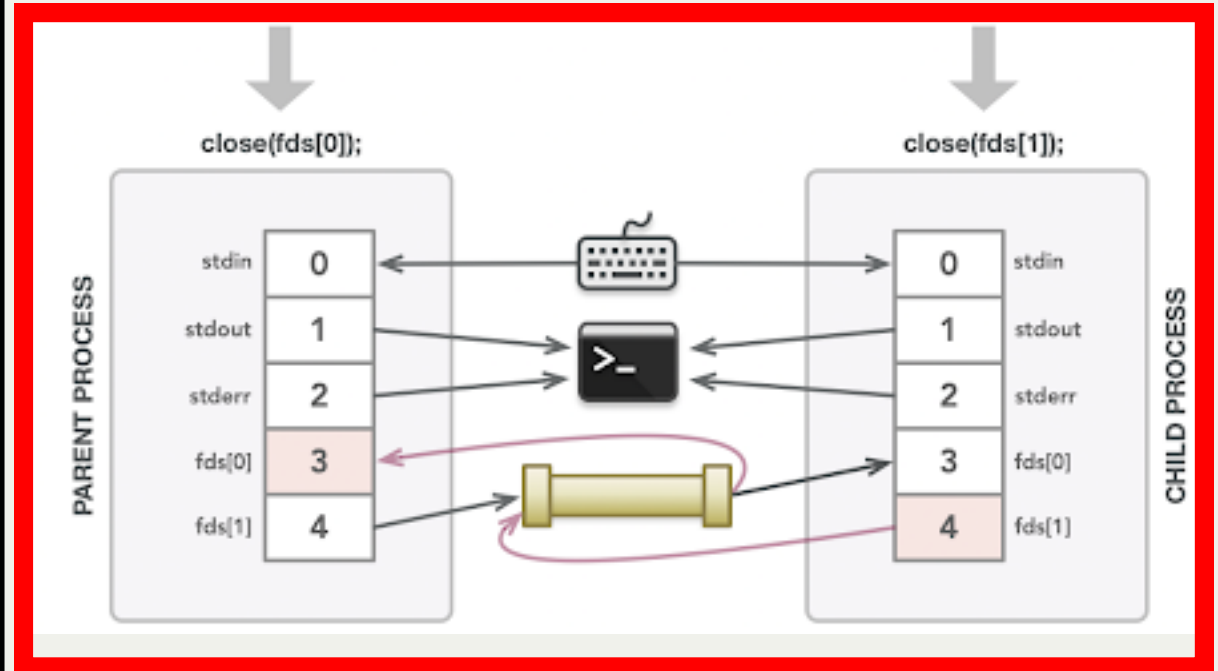 close(fds[0]);
close(fds[1]);
PARENT PROCESS
stdin 0
stdout 1
stderr 2
fds[0] 3
fds[1] 4
>_
0 stdin
1 stdout
2 stderr
3 fds[0]
4 fds[1]
CHILD PROCESS